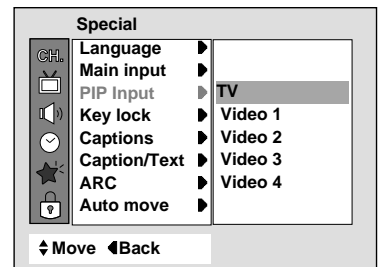 Special
CH.
Language
Main input
PIP Input
Key lock
Captions
Caption/Text
ARC
Auto move
TV
Video 1
Video 2
Video 3
Video 4
Move Back